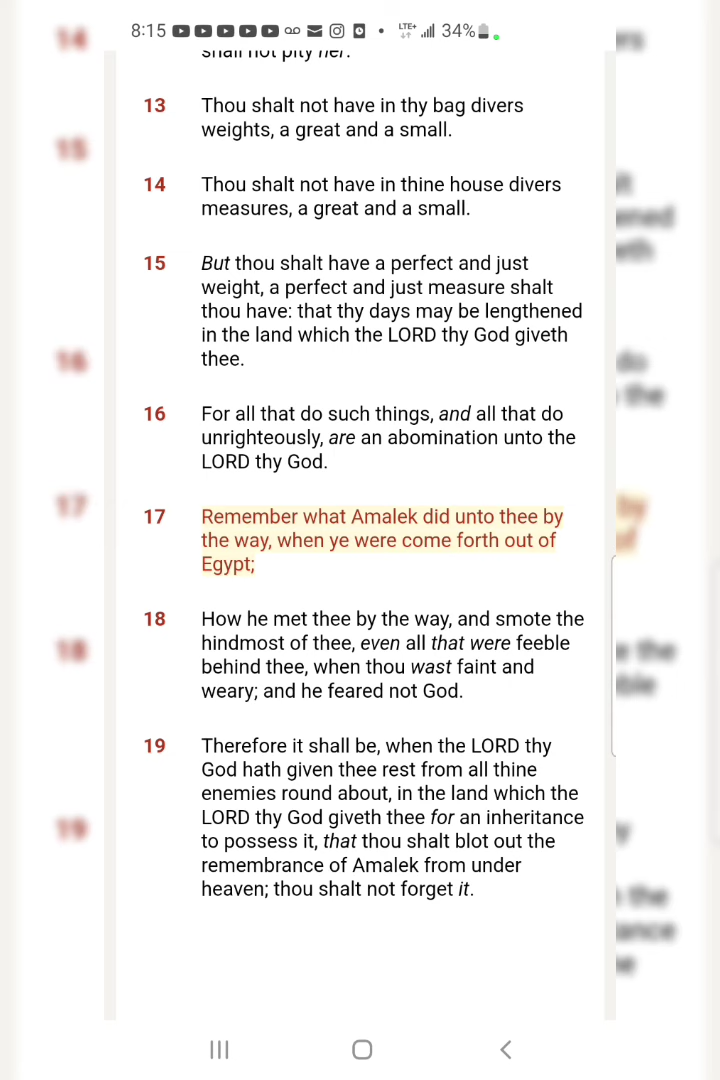 8:15 LTE+ 34%
shall not pity her.
13 Thou shalt not have in thy bag divers
weights, a great and a small.
14 Thou shalt not have in thine house divers
measures, a great and a small.
15 But thou shalt have a perfect and just
weight, a perfect and just measure shalt
thou have: that thy days may be lengthened
in the land which the LORD thy God giveth
thee.
16 For all that do such things, and all that do
unrighteously, are an abomination unto the
LORD thy God.
17 Remember what Amalek did unto thee by
the way, when ye were come forth out of
Egypt;
18 How he met thee by the way, and smote the
hindmost of thee, even all that were feeble
behind thee, when thou wast faint and
weary; and he feared not God.
19 Therefore it shall be, when the LORD thy
God hath given thee rest from all thine
enemies round about, in the land which the
LORD thy God giveth thee for an inheritance
to possess it, that thou shalt blot out the
remembrance of Amalek from under
heaven; thou shalt not forget it.